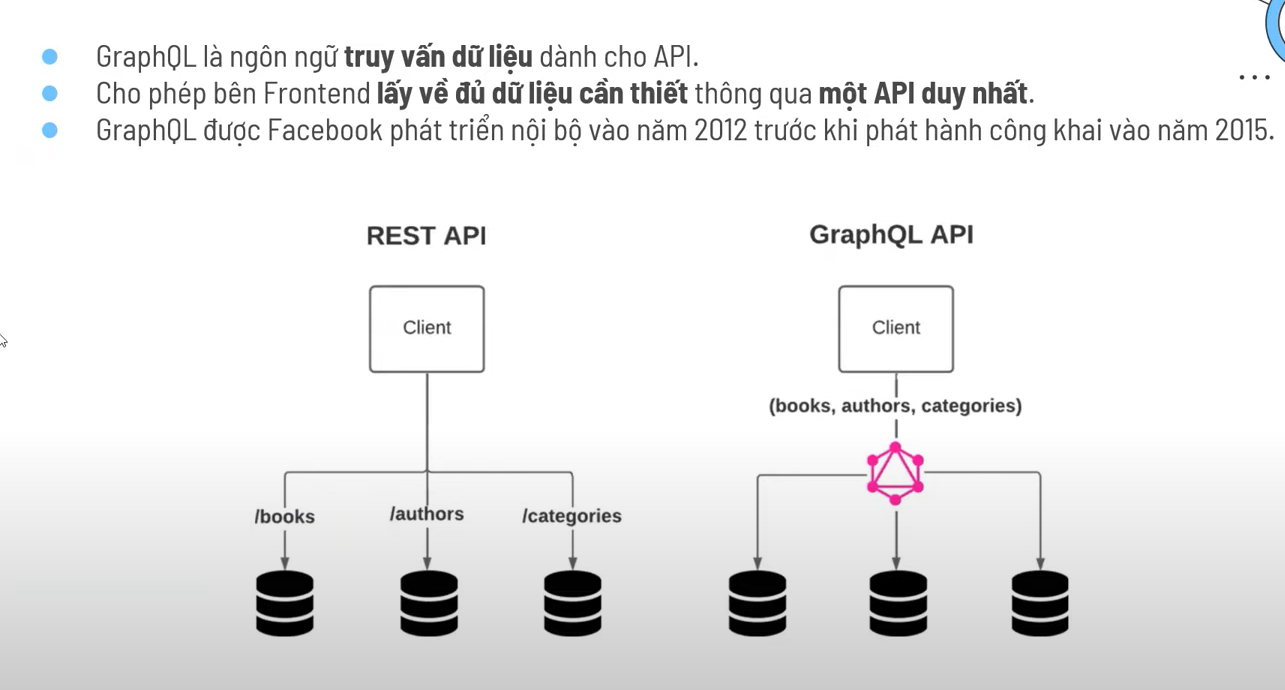 GraphQL là ngôn ngữ truy vấn dữ liệu dành cho API.
Cho phép bên Frontend lấy về đủ dữ liệu cần thiết thông qua một API duy nhất.
GraphQL được Facebook phát triển nội bộ vào năm 2012 trước khi phát hành công khai vào năm 2015.
REST API
GraphQL API
Client
Client
(books, authors, categories)
/books
/authors
/categories